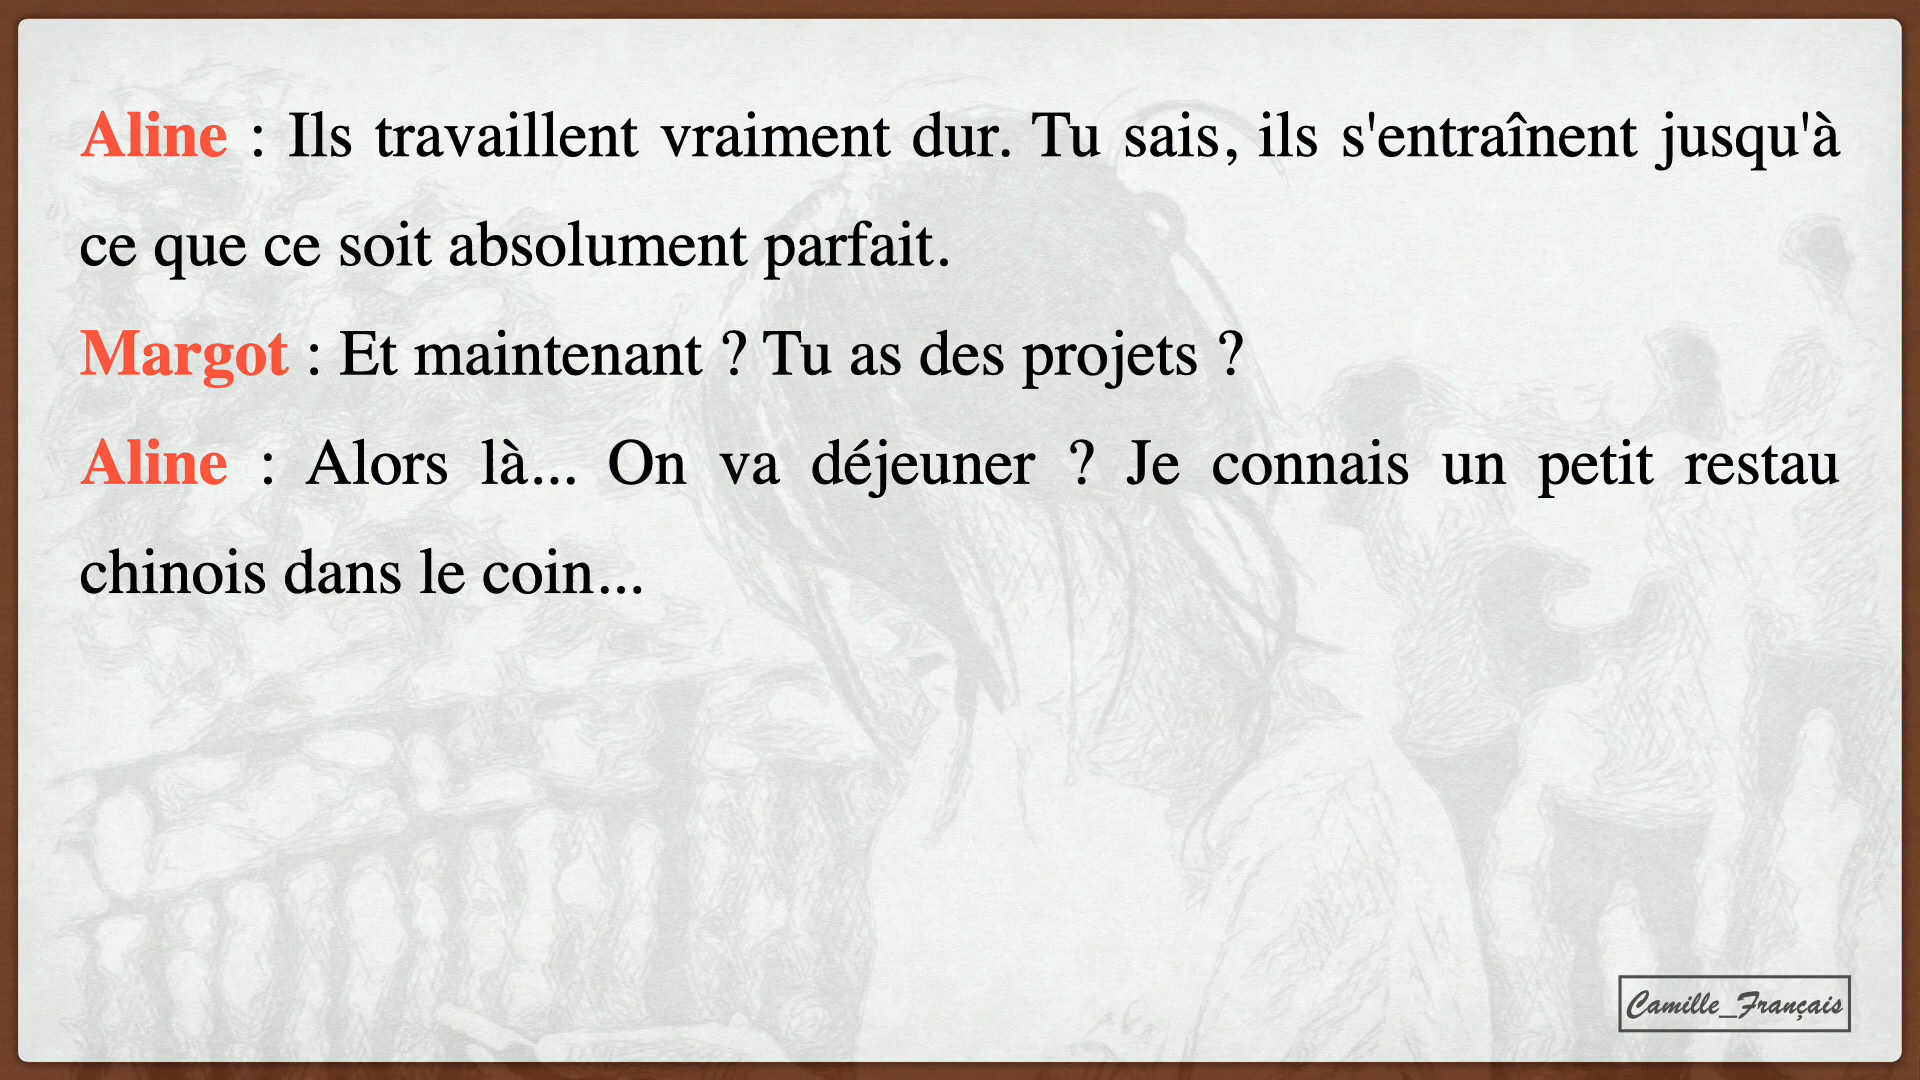 Aline : Ils travaillent vraiment dur. Tu sais, ils s'entraînent jusqu'à
ce que ce soit absolument parfait.
Margot : Et maintenant ? Tu as des projets ?
Aline : Alors là... On va déjeuner ? Je connais un petit restau
chinois dans le coin...
Camille_Français